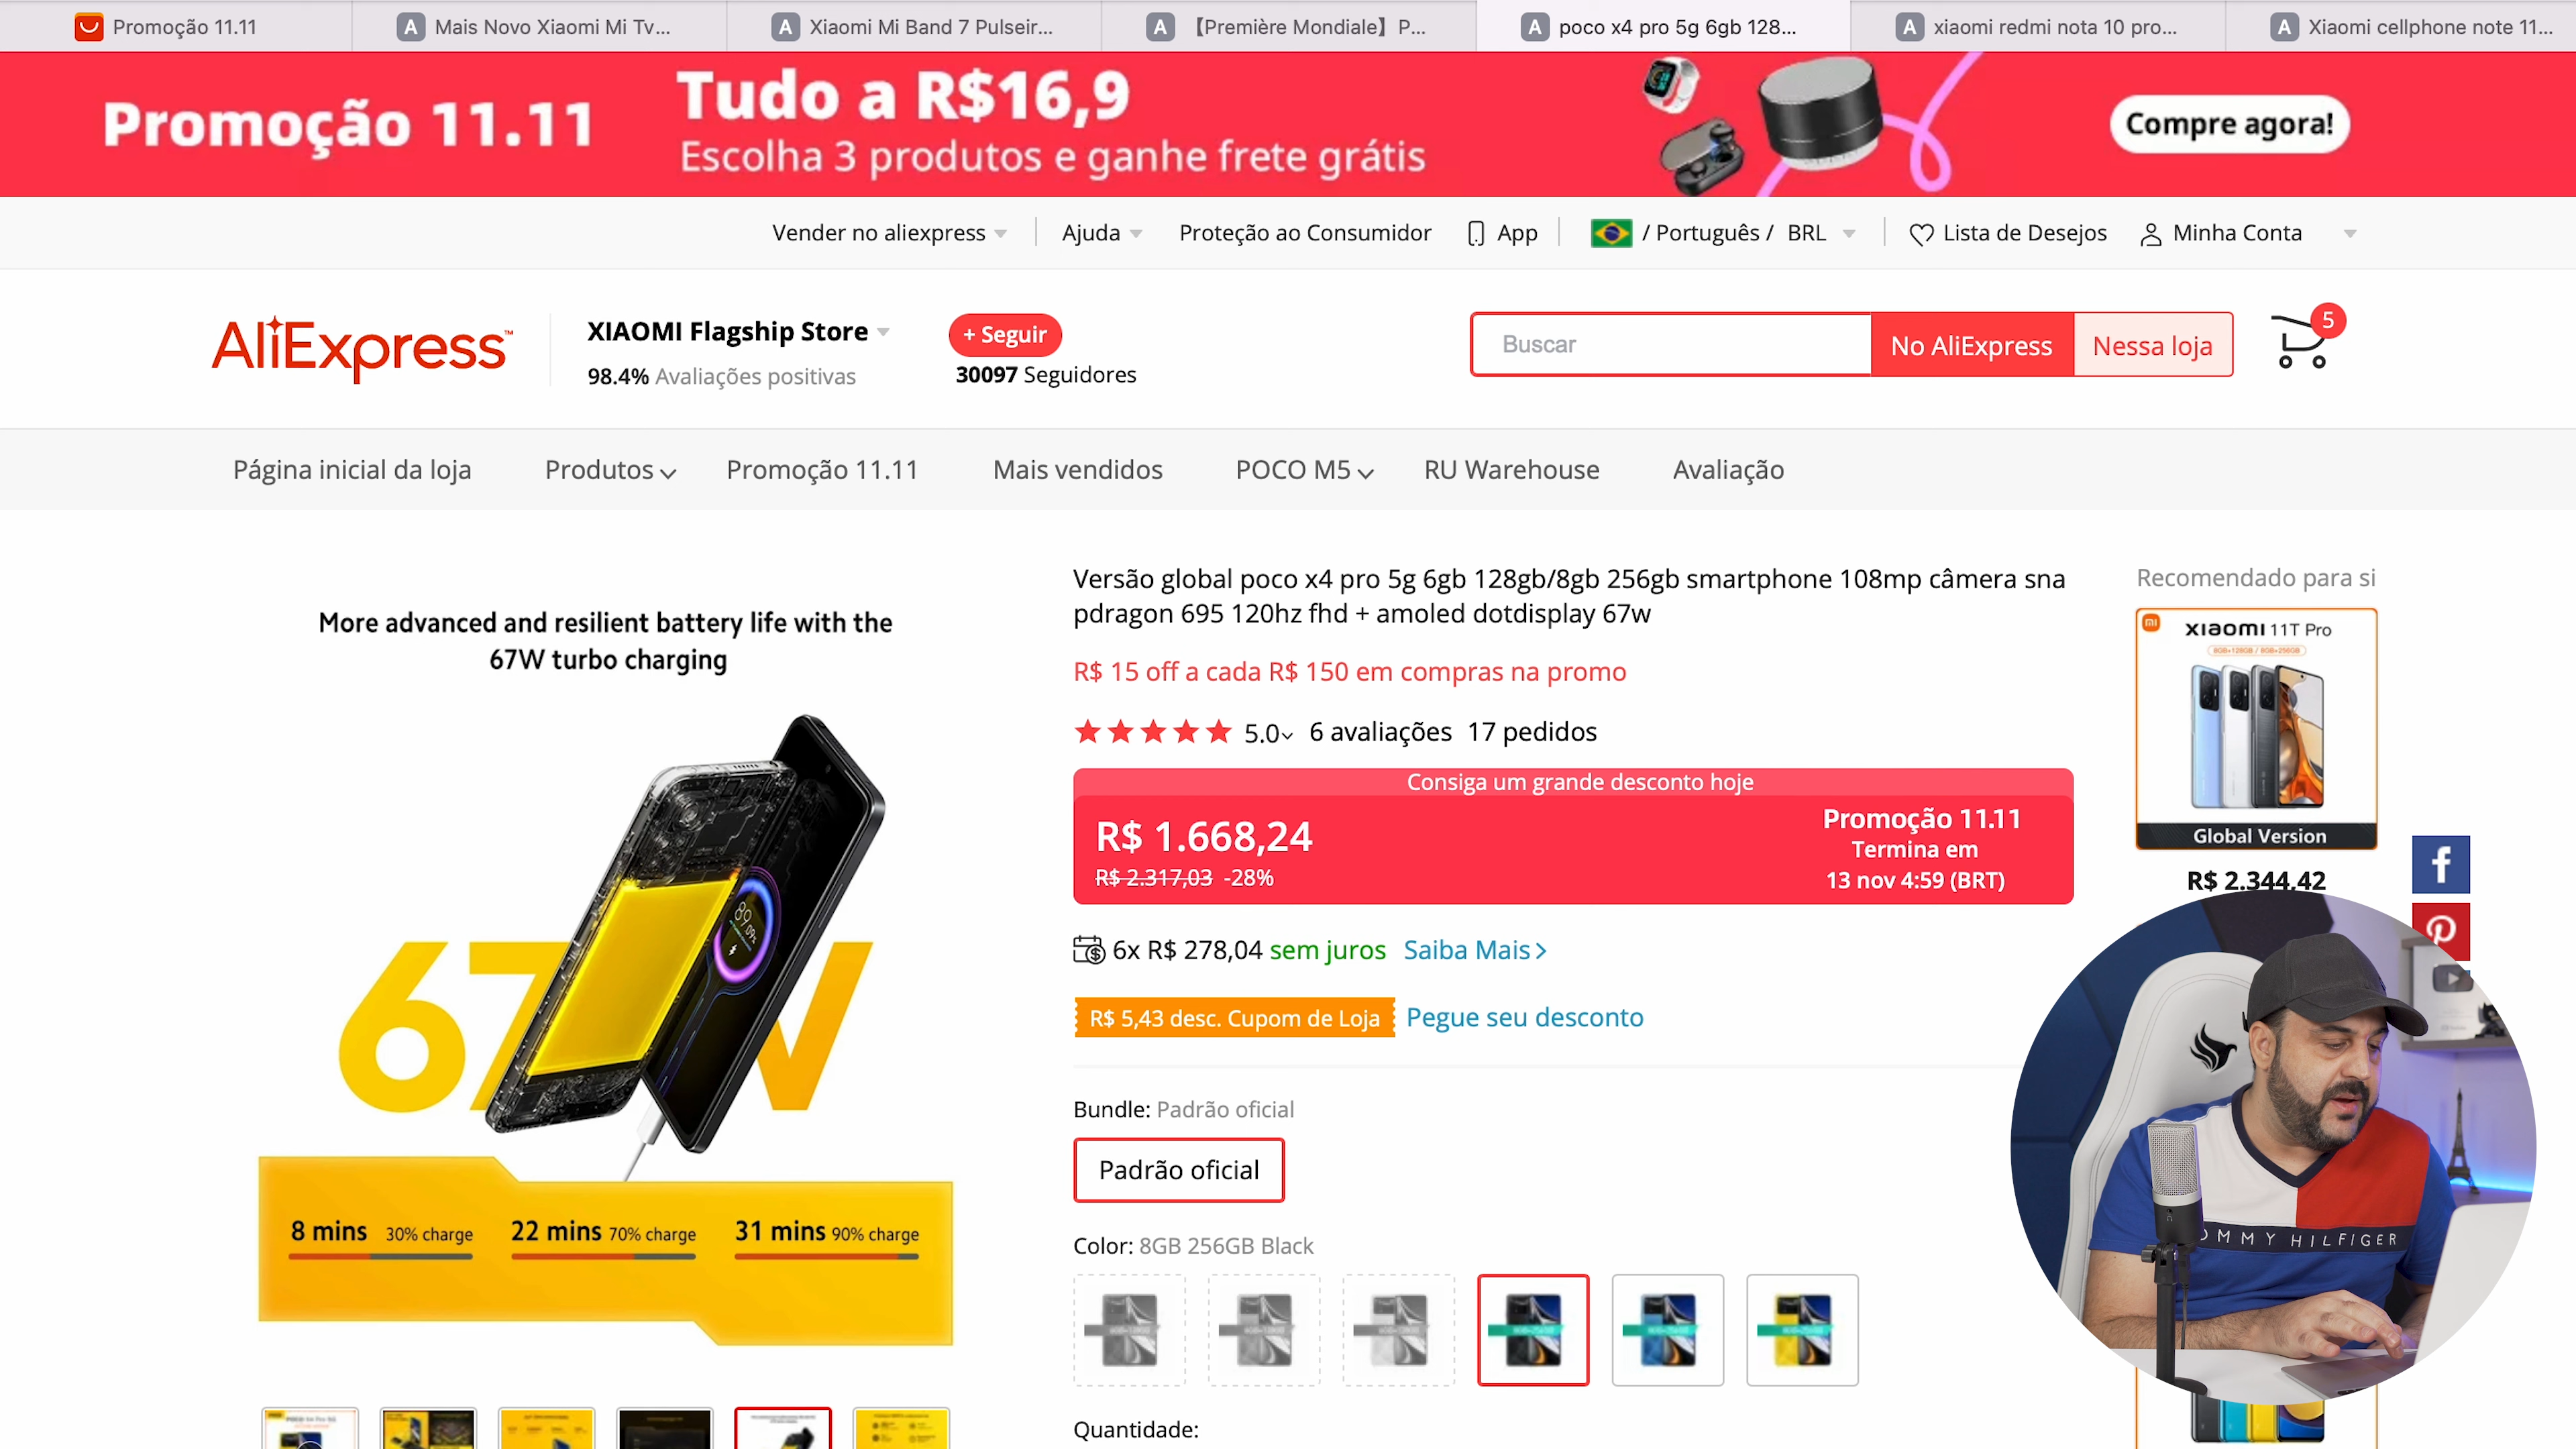 Promoção 11.11
Mais Novo Xiaomi Mi Tv...
Xiaomi Mi Band 7 Pulseir...
【Première Mondiale】P...
poco x4 pro 5g 6gb 128...
xiaomi redmi nota 10 pro...
Xiaomi cellphone note 11...
Promoção 11.11
Tudo a R$16,9
Escolha 3 produtos e ganhe frete grátis
Compre agora!
Vender no aliexpress
Ajuda
Proteção ao Consumidor
App
/ Português / BRL
Lista de Desejos
Minha Conta
AliExpress™
XIAOMI Flagship Store
98.4% Avaliações positivas
+ Seguir
30097 Seguidores
Buscar
No AliExpress
Nessa loja
5
Página inicial da loja
Produtos
Promoção 11.11
Mais vendidos
POCO M5
RU Warehouse
Avaliação
More advanced and resilient battery life with the
67W turbo charging
67W
89.09%
8 mins 30% charge
22 mins 70% charge
31 mins 90% charge
Versão global poco x4 pro 5g 6gb 128gb/8gb 256gb smartphone 108mp câmera sna
pdragon 695 120hz fhd + amoled dotdisplay 67w
R$ 15 off a cada R$ 150 em compras na promo
5.0 6 avaliações 17 pedidos
Consiga um grande desconto hoje
R$ 1.668,24
R$ 2.317,03 -28%
Promoção 11.11
Termina em
13 nov 4:59 (BRT)
6x R$ 278,04 sem juros Saiba Mais
R$ 5,43 desc. Cupom de Loja
Pegue seu desconto
Bundle: Padrão oficial
Padrão oficial
Color: 8GB 256GB Black
Quantidade:
Recomendado para si
mi
xiaomi 11T Pro
8GB+128GB / 8GB+256GB
Global Version
R$ 2.344,42
OMMY HILFIGER